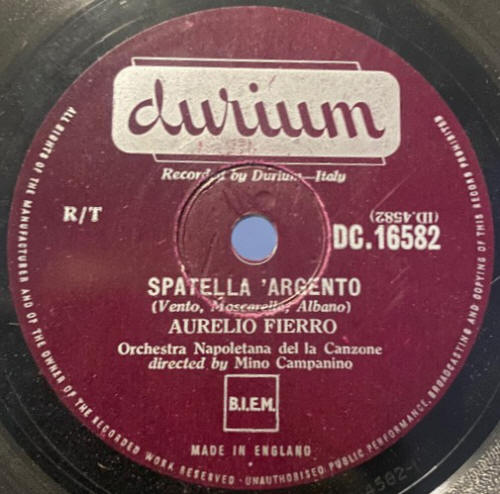 durium
Recorded by Durium—Italy
R/T
(ID.4582)
DC.16582
SPATELLA 'ARGENTO
(Vento, Moscarello, Albano)
AURELIO FIERRO
Orchestra Napoletana del la Canzone
directed by Mino Campanino
B.I.E.M.
MADE IN ENGLAND
ALL RIGHTS OF THE MANUFACTURER AND OF THE OWNER OF THE RECORDED WORK RESERVED · UNAUTHORISED PUBLIC PERFORMANCE, BROADCASTING AND COPYING OF THIS RECORD PROHIBITED